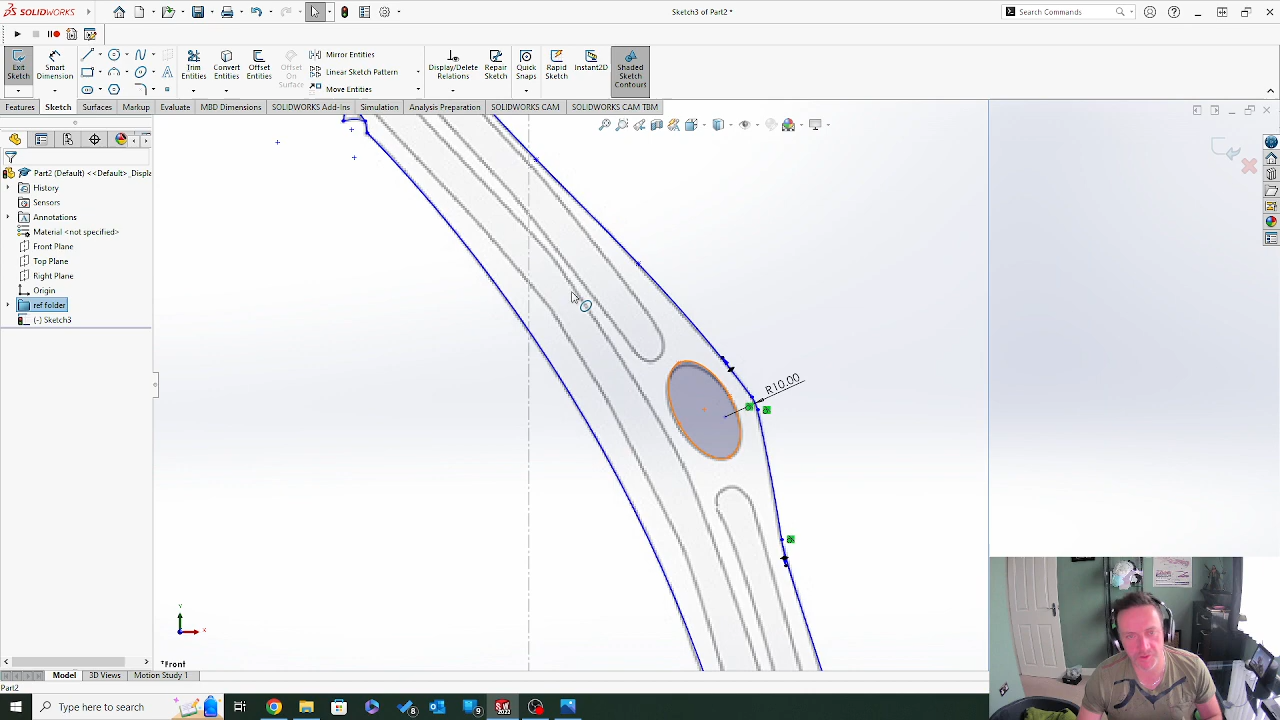 SOLIDWORKS
Sketch3 of Part2 *
Search Commands
Exit Sketch
Smart Dimension
Trim Entities
Convert Entities
Offset Entities
Offset On Surface
Mirror Entities
Linear Sketch Pattern
Move Entities
Display/Delete Relations
Repair Sketch
Quick Snaps
Rapid Sketch
Instant2D
Shaded Sketch Contours
Features
Sketch
Surfaces
Markup
Evaluate
MBD Dimensions
SOLIDWORKS Add-Ins
Simulation
Analysis Preparation
SOLIDWORKS CAM
SOLIDWORKS CAM TBM
Part2 (Default) <<Default>_Displa
History
Sensors
Annotations
Material <not specified>
Front Plane
Top Plane
Right Plane
Origin
ref folder
(-) Sketch3
R10.00
Y
X
*Front
Model
3D Views
Motion Study 1
Part2
Type here to search